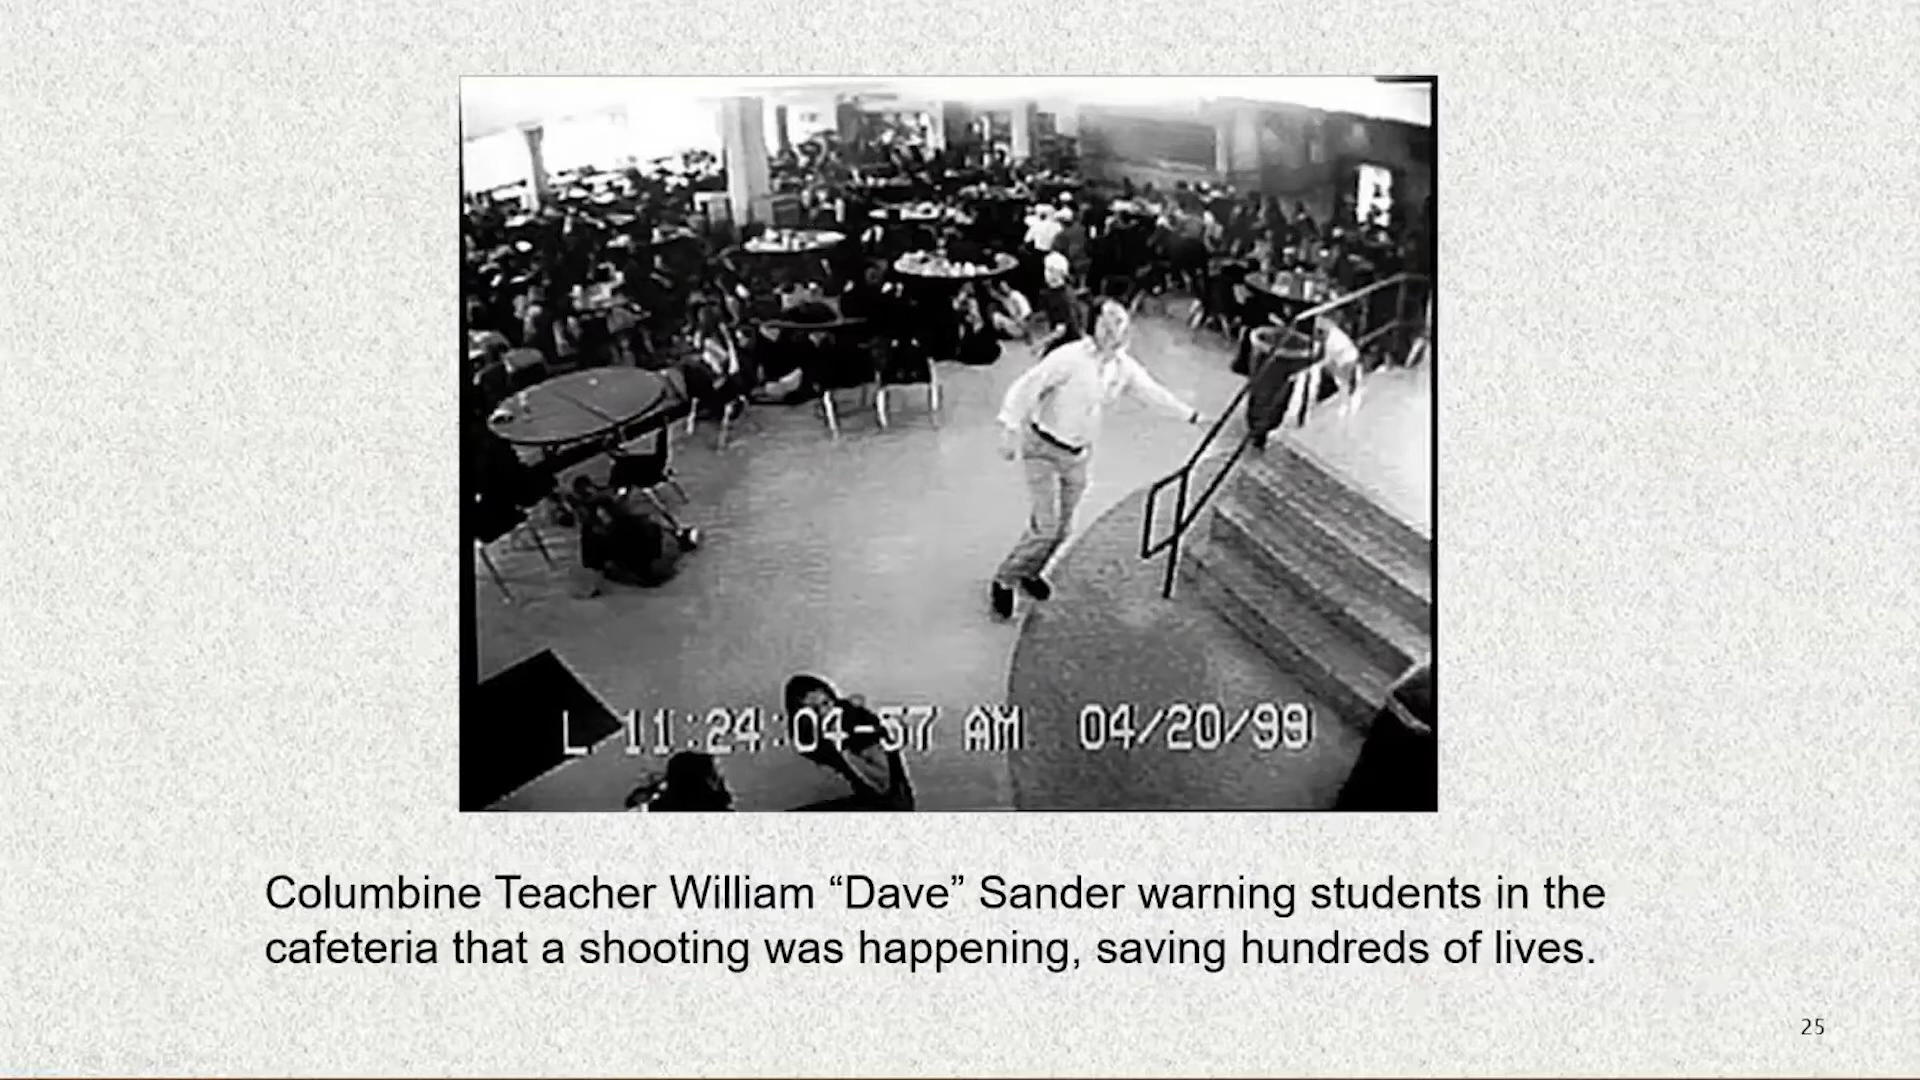 L 11:24:04-57 AM 04/20/99
Columbine Teacher William “Dave” Sander warning students in the
cafeteria that a shooting was happening, saving hundreds of lives.
25